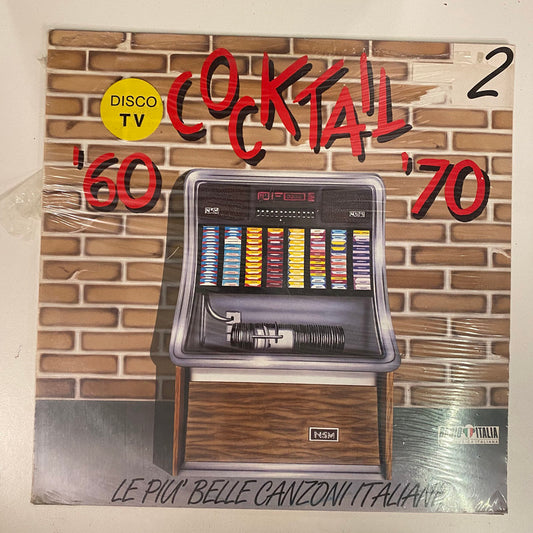 2
DISCO
TV
COCKTAIL
'60 '70
NSM NSM
NSM
RADIO ITALIA
LE PIU' BELLE CANZONI ITALIANE